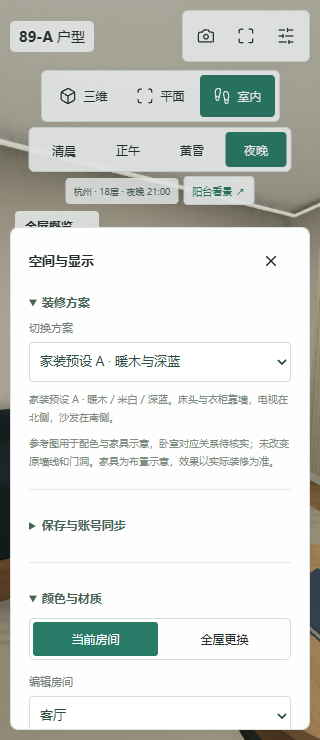 89-A 户型
三维
平面
室内
清晨
正午
黄昏
夜晚
杭州 · 18层 · 夜晚 21:00
阳台看景 ↗
全屋概览
空间与显示
装修方案
切换方案
家装预设 A · 暖木与深蓝
家装预设 A · 暖木 / 米白 / 深蓝。床头与衣柜靠墙，电视在
北侧，沙发在南侧。
参考图用于配色与家具示意，卧室对应关系待核实；未改变
原墙线和门洞。家具为布置示意，效果以实际装修为准。
保存与账号同步
颜色与材质
当前房间
全屋更换
编辑房间
客厅